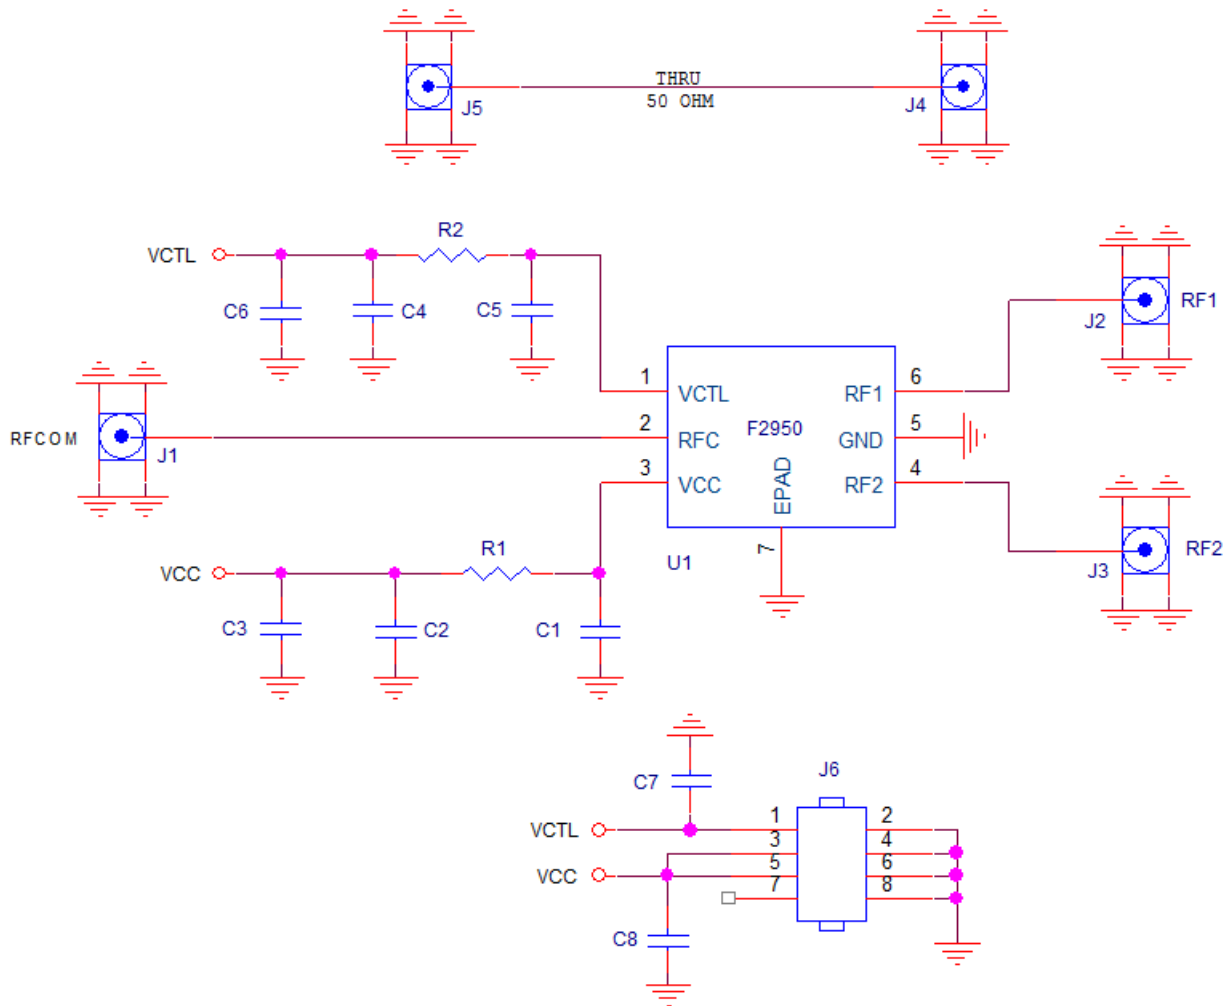 THRU
50 OHM
J5
J4
R2
VCTL
C6
C4
C5
J2
RF1
1
VCTL
RF1
6
RFCOM
J1
2
RFC
F2950
GND
5
3
VCC
EPAD
RF2
4
7
U1
J3
RF2
R1
VCC
C3
C2
C1
C7
J6
VCTL
1
2
3
4
VCC
5
6
7
8
C8